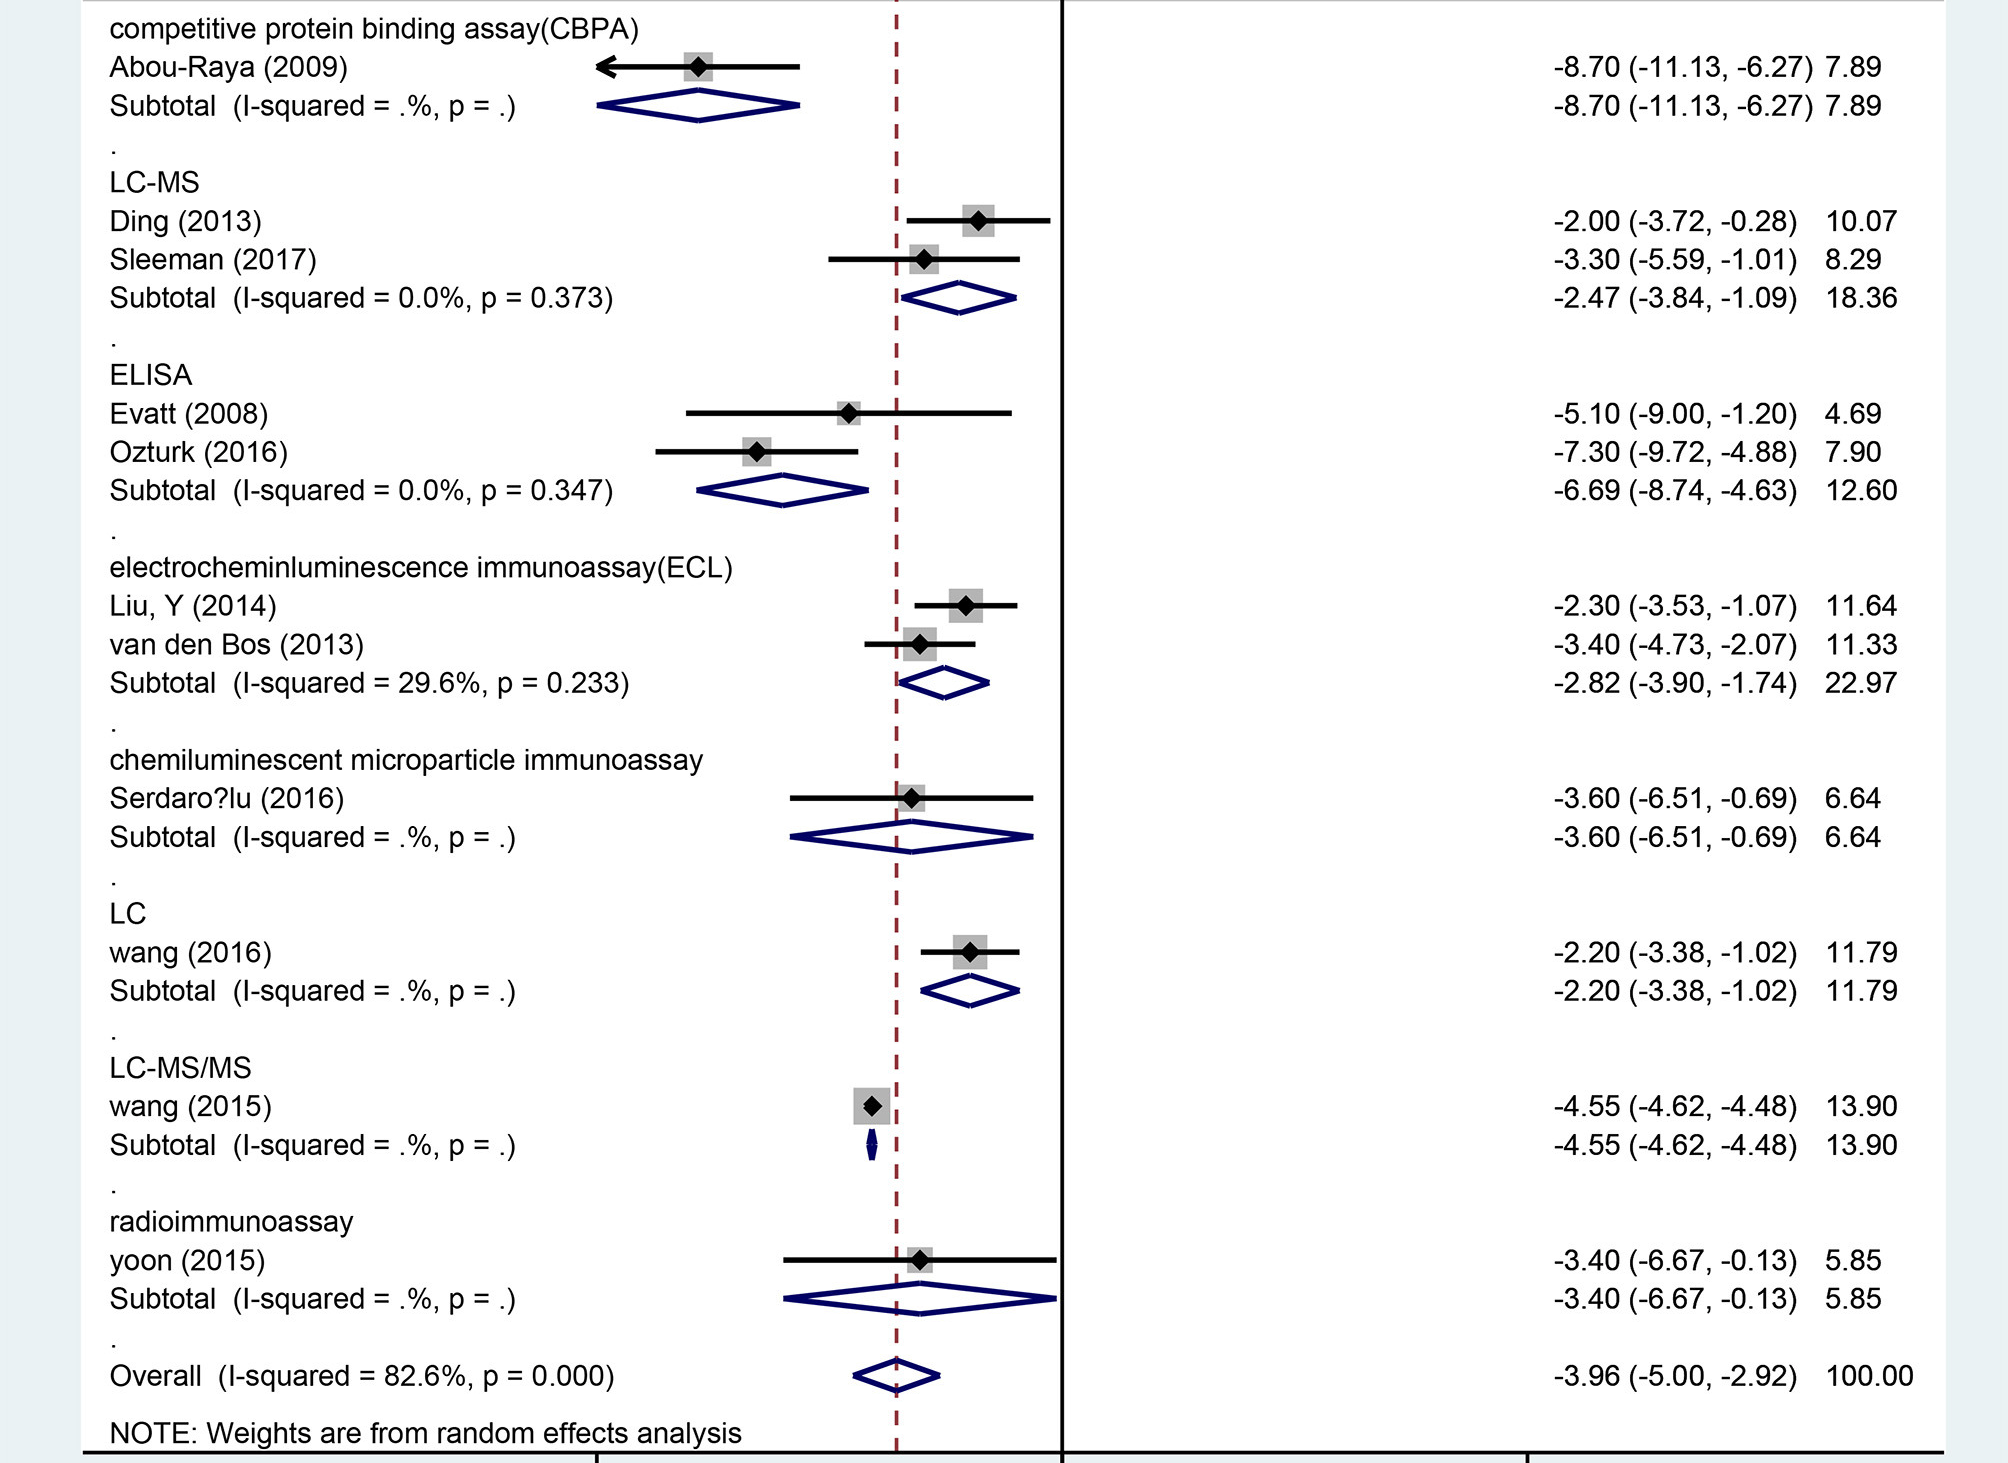 competitive protein binding assay(CBPA)
Abou-Raya (2009) -8.70 (-11.13, -6.27) 7.89
Subtotal (I-squared = .%, p = .) -8.70 (-11.13, -6.27) 7.89
.
LC-MS
Ding (2013) -2.00 (-3.72, -0.28) 10.07
Sleeman (2017) -3.30 (-5.59, -1.01) 8.29
Subtotal (I-squared = 0.0%, p = 0.373) -2.47 (-3.84, -1.09) 18.36
.
ELISA
Evatt (2008) -5.10 (-9.00, -1.20) 4.69
Ozturk (2016) -7.30 (-9.72, -4.88) 7.90
Subtotal (I-squared = 0.0%, p = 0.347) -6.69 (-8.74, -4.63) 12.60
.
electrocheminluminescence immunoassay(ECL)
Liu, Y (2014) -2.30 (-3.53, -1.07) 11.64
van den Bos (2013) -3.40 (-4.73, -2.07) 11.33
Subtotal (I-squared = 29.6%, p = 0.233) -2.82 (-3.90, -1.74) 22.97
.
chemiluminescent microparticle immunoassay
Serdaro?lu (2016) -3.60 (-6.51, -0.69) 6.64
Subtotal (I-squared = .%, p = .) -3.60 (-6.51, -0.69) 6.64
.
LC
wang (2016) -2.20 (-3.38, -1.02) 11.79
Subtotal (I-squared = .%, p = .) -2.20 (-3.38, -1.02) 11.79
.
LC-MS/MS
wang (2015) -4.55 (-4.62, -4.48) 13.90
Subtotal (I-squared = .%, p = .) -4.55 (-4.62, -4.48) 13.90
.
radioimmunoassay
yoon (2015) -3.40 (-6.67, -0.13) 5.85
Subtotal (I-squared = .%, p = .) -3.40 (-6.67, -0.13) 5.85
.
Overall (I-squared = 82.6%, p = 0.000) -3.96 (-5.00, -2.92) 100.00
NOTE: Weights are from random effects analysis